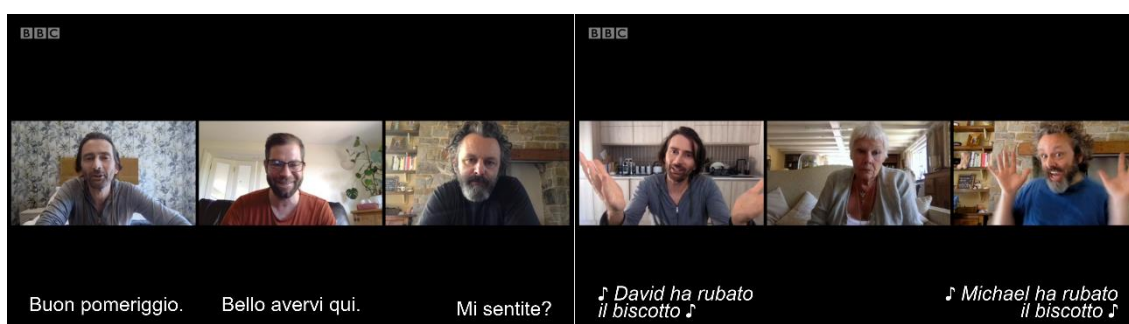 BBC
Buon pomeriggio.
Bello avervi qui.
Mi sentite?
BBC
♪ David ha rubato
il biscotto ♪
♪ Michael ha rubato
il biscotto ♪